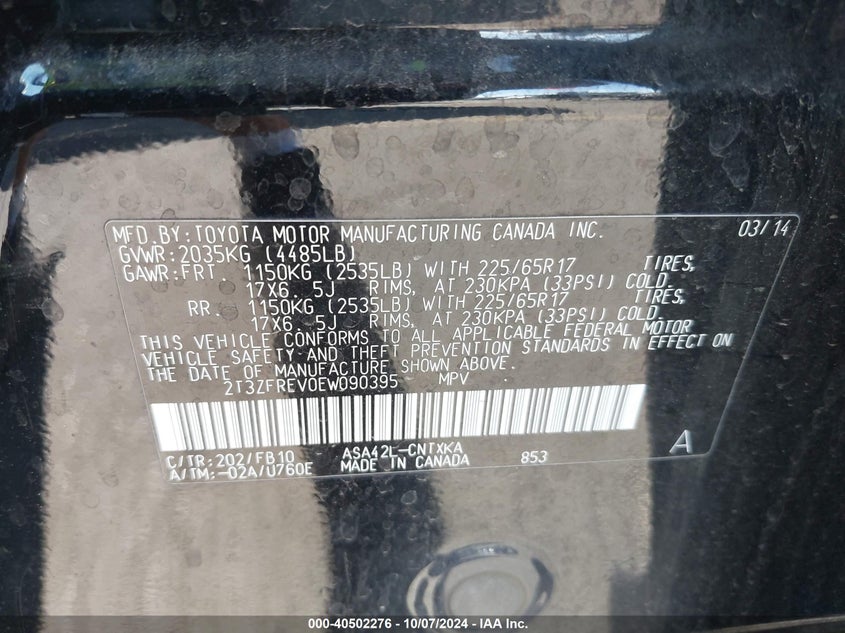 MFD.BY:TOYOTA MOTOR MANUFACTURING CANADA INC. 03/14
GVWR:2035KG (4485LB)
GAWR:FRT. 1150KG (2535LB) WITH 225/65R17 TIRES,
17X6.5J RIMS, AT 230KPA (33PSI) COLD.
RR. 1150KG (2535LB) WITH 225/65R17 TIRES,
17X6.5J RIMS, AT 230KPA (33PSI) COLD.
THIS VEHICLE CONFORMS TO ALL APPLICABLE FEDERAL MOTOR
VEHICLE SAFETY AND THEFT PREVENTION STANDARDS IN EFFECT ON
THE DATE OF MANUFACTURE SHOWN ABOVE.
2T3ZFREV0EW090395 MPV
C/TR:202/FB10 ASA42L-CNTXKA 853 A
A/TM:-02A/U760E MADE IN CANADA
000-40502276 - 10/07/2024 - IAA Inc.